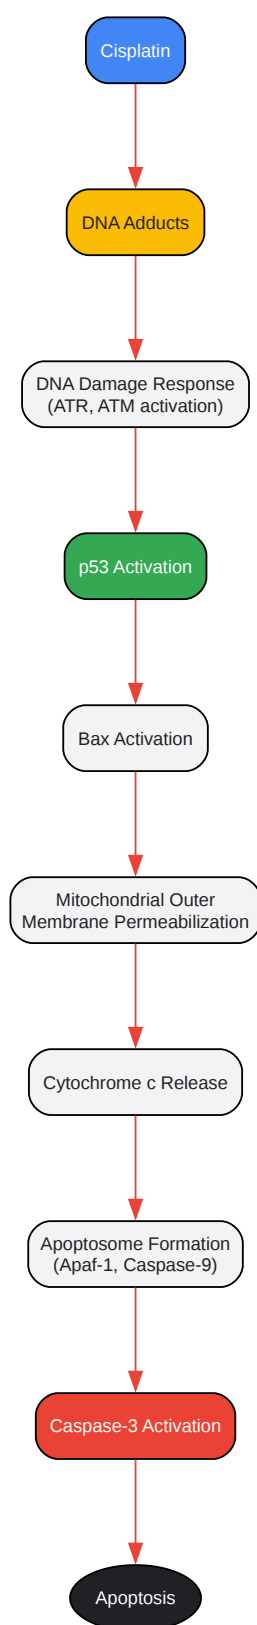 Cisplatin
DNA Adducts
DNA Damage Response
(ATR, ATM activation)
p53 Activation
Bax Activation
Mitochondrial Outer
Membrane Permeabilization
Cytochrome c Release
Apoptosome Formation
(Apaf-1, Caspase-9)
Caspase-3 Activation
Apoptosis